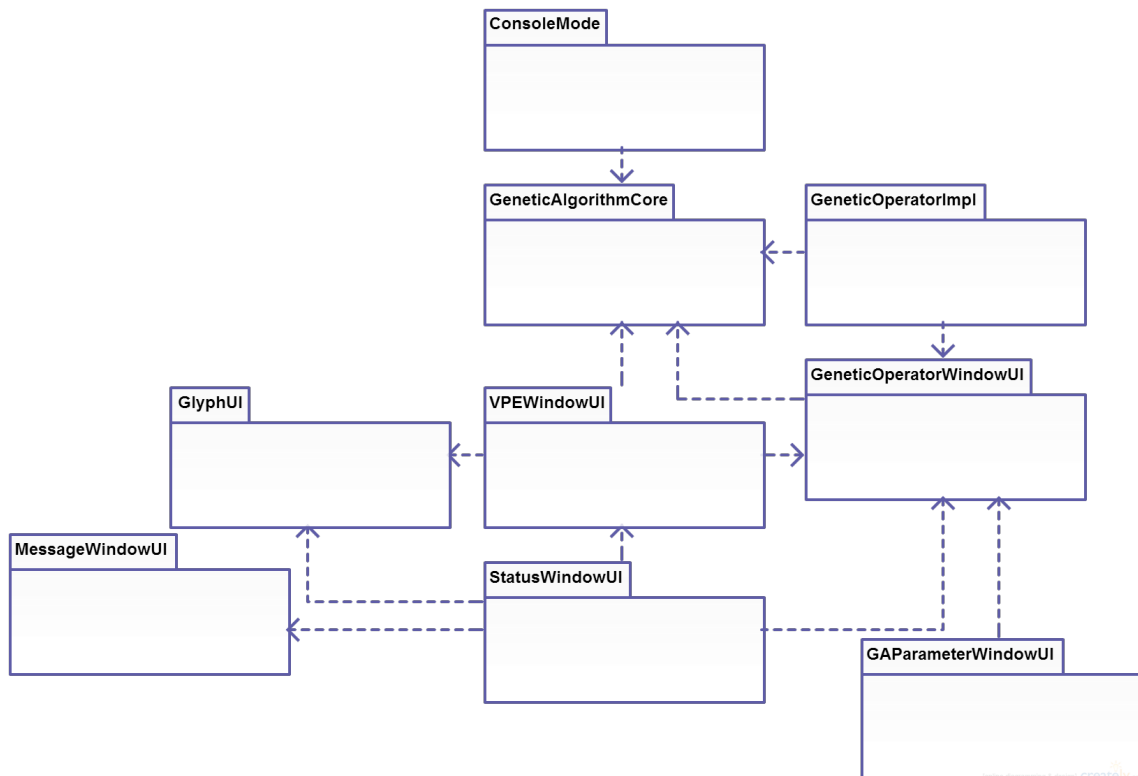 ConsoleMode
GeneticAlgorithmCore
GeneticOperatorImpl
GeneticOperatorWindowUI
GlyphUI
VPEWindowUI
MessageWindowUI
StatusWindowUI
GAParameterWindowUI